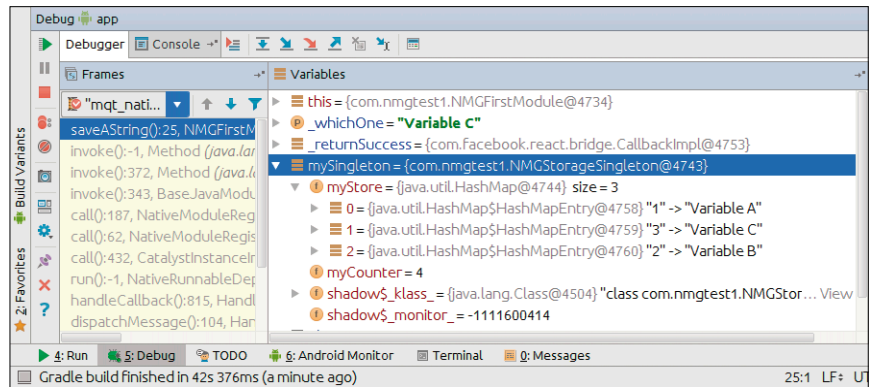 Debug app
Debugger Console
Frames
Variables
"mqt_nati...
saveAString():25, NMGFirstM
invoke():-1, Method (java.lan
invoke():372, Method (java.l
invoke():343, BaseJavaModu
call():187, NativeModuleReg
call():62, NativeModuleRegis
call():432, CatalystInstanceIn
run():-1, NativeRunnableDep
handleCallback():815, Handl
dispatchMessage():104, Han
this = {com.nmgtest1.NMGFirstModule@4734}
_whichOne = "Variable C"
_returnSuccess = {com.facebook.react.bridge.CallbackImpl@4753}
mySingleton = {com.nmgtest1.NMGStorageSingleton@4743}
myStore = {java.util.HashMap@4744} size = 3
0 = {java.util.HashMap$HashMapEntry@4758} "1" -> "Variable A"
1 = {java.util.HashMap$HashMapEntry@4759} "3" -> "Variable C"
2 = {java.util.HashMap$HashMapEntry@4760} "2" -> "Variable B"
myCounter = 4
shadow$_klass_ = {java.lang.Class@4504} "class com.nmgtest1.NMGStor... View
shadow$_monitor_ = -1111600414
Build Variants
2: Favorites
4: Run 5: Debug TODO 6: Android Monitor Terminal 0: Messages
Gradle build finished in 42s 376ms (a minute ago) 25:1 LF UT